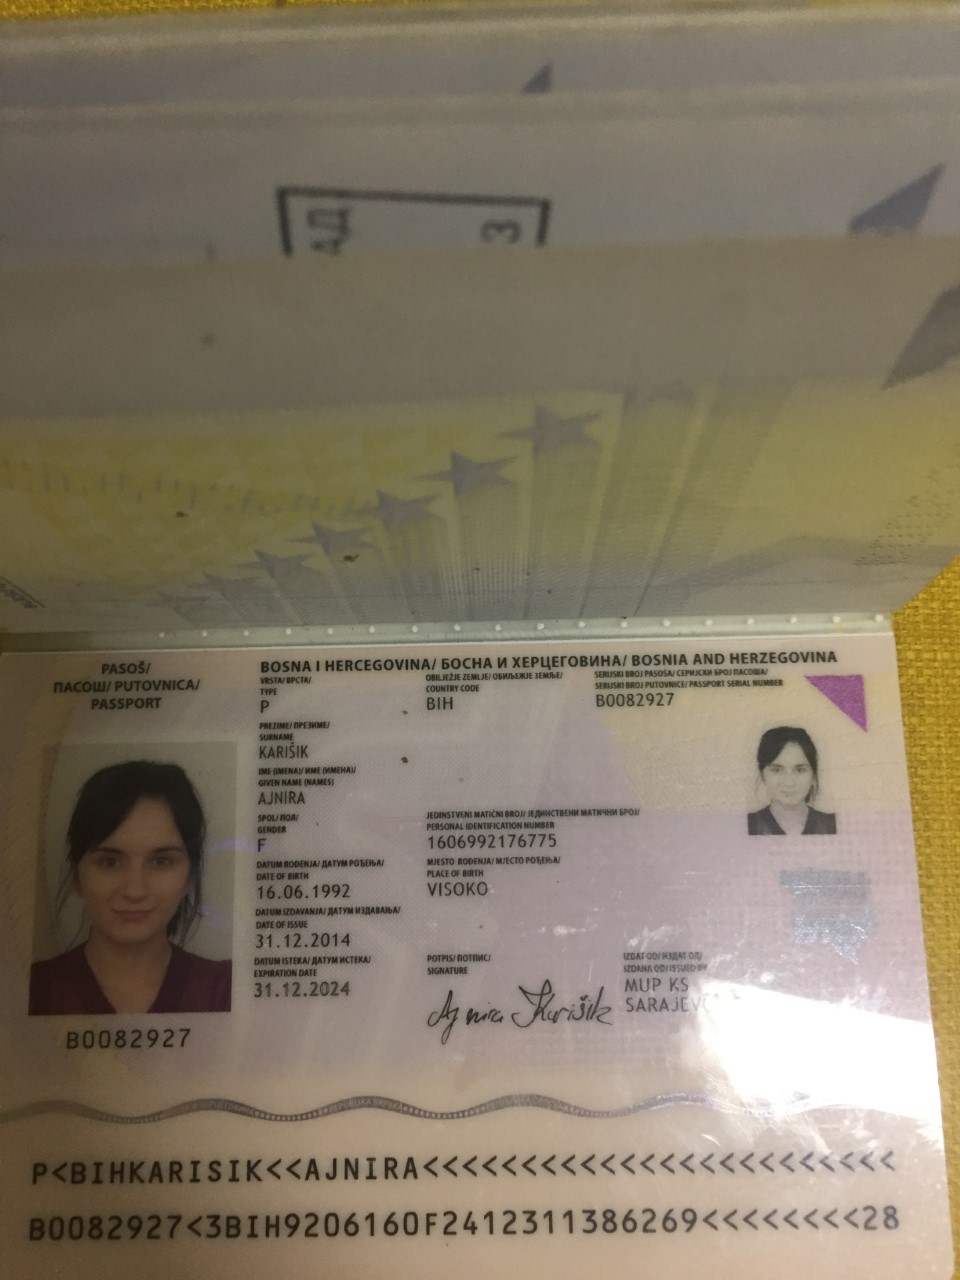 АД
З
PASOŠ/
ПАСОШ/ PUTOVNICA/
PASSPORT
BOSNA I HERCEGOVINA/ БОСНА И ХЕРЦЕГОВИНА/ BOSNIA AND HERZEGOVINA
VRSTA/ ВРСТА/
TYPE
P
OBILJEŽJE ZEMLJE/ ОБИЉЕЖЈЕ ЗЕМЉЕ/
COUNTRY CODE
BIH
SERIJSKI BROJ PASOŠA/ СЕРИЈСКИ БРОЈ ПАСОША/
SERIJSKI BROJ PUTOVNICE/ PASSPORT SERIAL NUMBER
B0082927
PREZIME/ ПРЕЗИМЕ/
SURNAME
KARIŠIK
IME (IMENA)/ ИМЕ (ИМЕНА)/
GIVEN NAME (NAMES)
AJNIRA
SPOL/ ПОЛ/
GENDER
F
JEDINSTVENI MATIČNI BROJ/ ЈЕДИНСТВЕНИ МАТИЧНИ БРОЈ/
PERSONAL IDENTIFICATION NUMBER
1606992176775
DATUM ROĐENJA/ ДАТУМ РОЂЕЊА/
DATE OF BIRTH
16.06.1992
MJESTO ROĐENJA/ МЈЕСТО РОЂЕЊА/
PLACE OF BIRTH
VISOKO
DATUM IZDAVANJA/ ДАТУМ ИЗДАВАЊА/
DATE OF ISSUE
31.12.2014
DATUM ISTEKA/ ДАТУМ ИСТЕКА/
EXPIRATION DATE
31.12.2024
POTPIS/ ПОТПИС/
SIGNATURE
Ajnira Karišik
IZDAT OD/ ИЗДАТ ОД/
IZDANA OD/ ISSUED BY
MUP KS
SARAJEVO
B0082927
P<BIHKARISIK<<AJNIRA<<<<<<<<<<<<<<<<<<<<<<<<
B0082927<3BIH9206160F2412311386269<<<<<<<<28